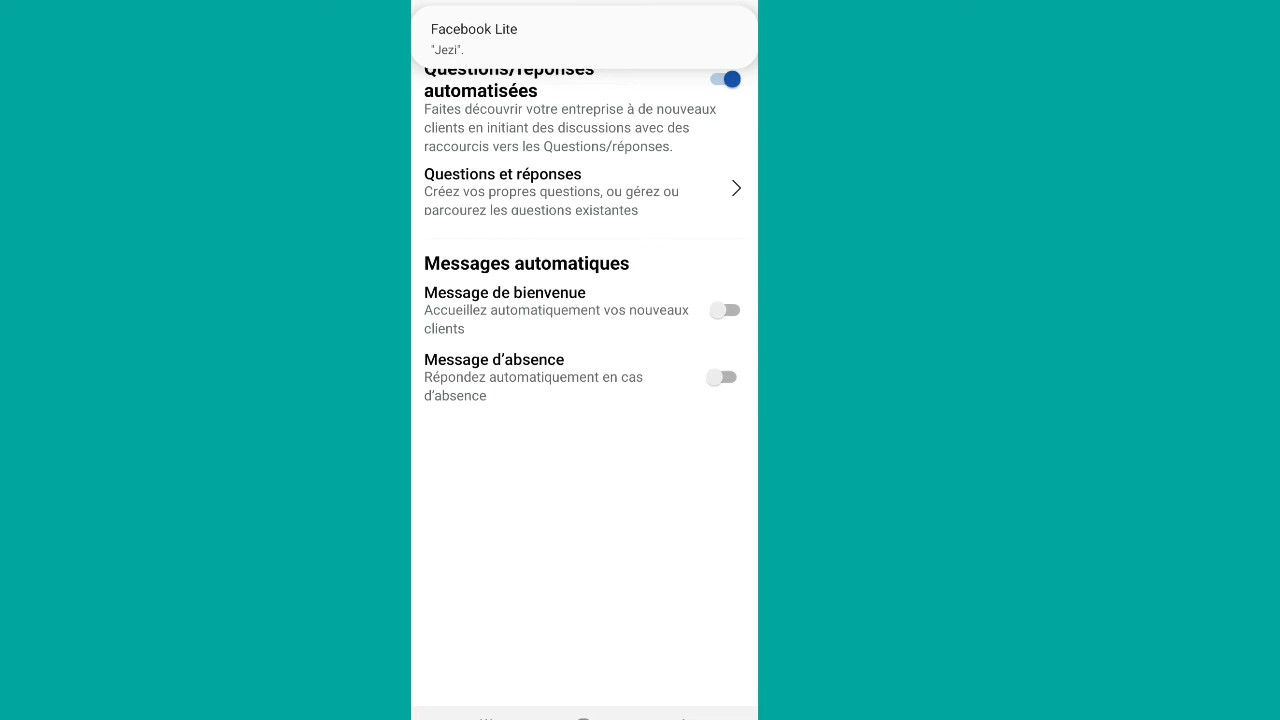 Facebook Lite
"Jezi".
Questions/réponses
automatisées
Faites découvrir votre entreprise à de nouveaux
clients en initiant des discussions avec des
raccourcis vers les Questions/réponses.
Questions et réponses
Créez vos propres questions, ou gérez ou
parcourez les questions existantes
Messages automatiques
Message de bienvenue
Accueillez automatiquement vos nouveaux
clients
Message d’absence
Répondez automatiquement en cas
d’absence